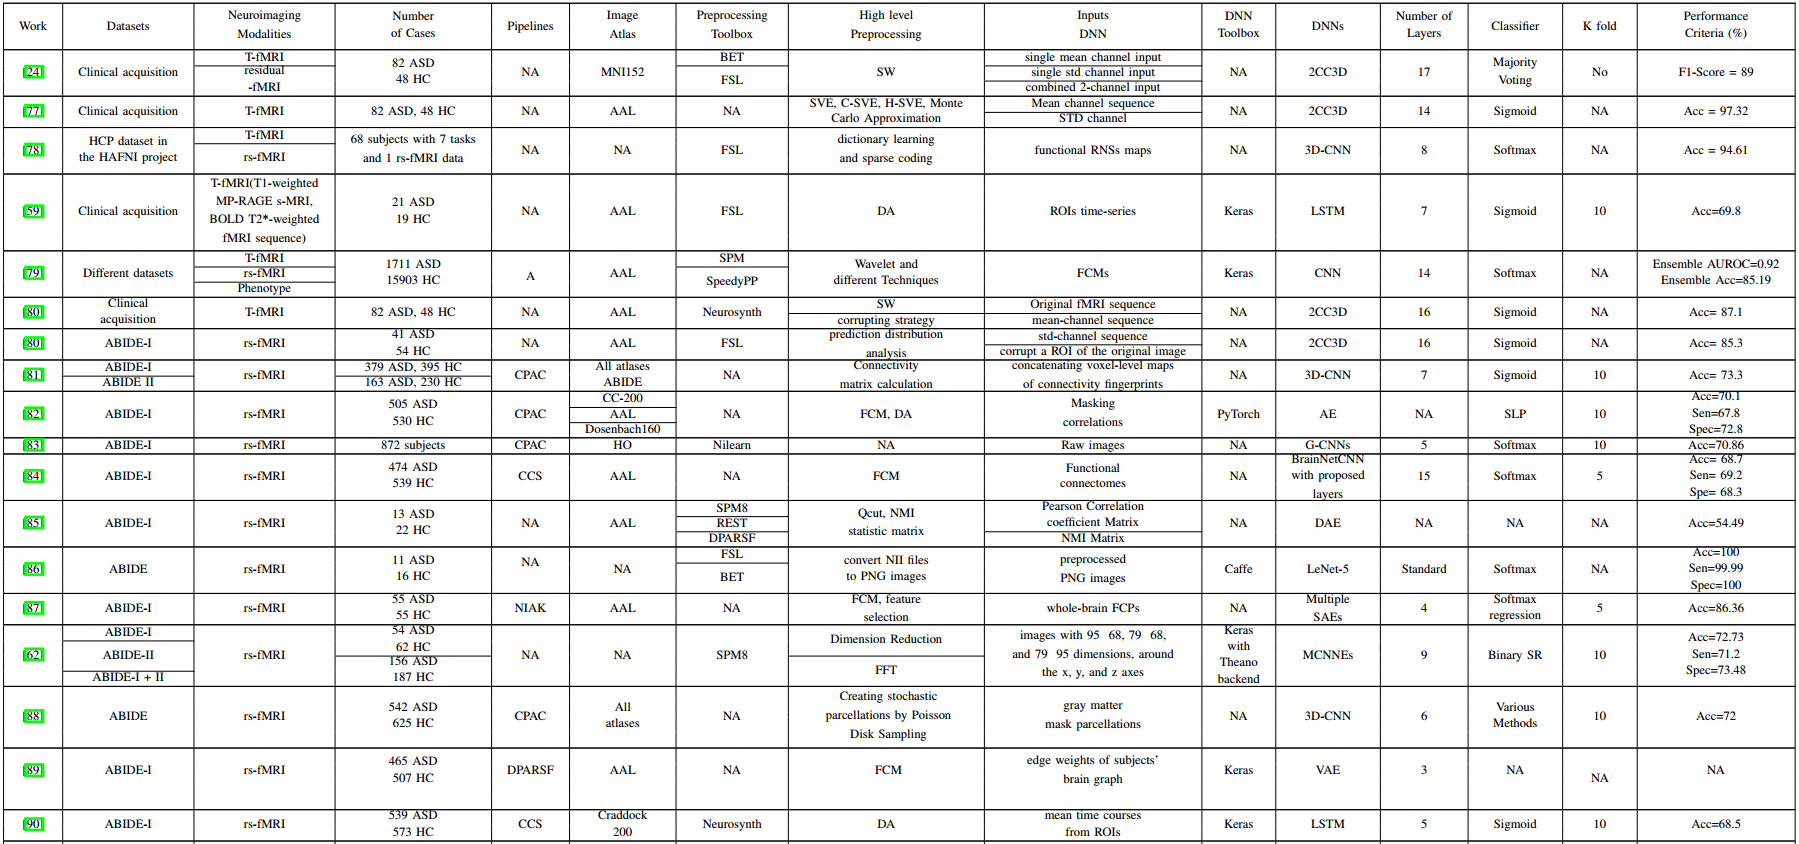 Work | Datasets | Neuroimaging Modalities | Number of Cases | Pipelines | Image Atlas | Preprocessing Toolbox | High level Preprocessing | Inputs DNN | DNN Toolbox | DNNs | Number of Layers | Classifier | K fold | Performance Criteria (%)
[24] | Clinical acquisition | T-fMRI residual -fMRI | 82 ASD 48 HC | NA | MNI152 | BET FSL | SW | single mean channel input single std channel input combined 2-channel input | NA | 2CC3D | 17 | Majority Voting | No | F1-Score = 89
[77] | Clinical acquisition | T-fMRI | 82 ASD, 48 HC | NA | AAL | NA | SVE, C-SVE, H-SVE, Monte Carlo Approximation | Mean channel sequence STD channel | NA | 2CC3D | 14 | Sigmoid | NA | Acc = 97.32
[78] | HCP dataset in the HAFNI project | T-fMRI rs-fMRI | 68 subjects with 7 tasks and 1 rs-fMRI data | NA | NA | FSL | dictionary learning and sparse coding | functional RNSs maps | NA | 3D-CNN | 8 | Softmax | NA | Acc = 94.61
[59] | Clinical acquisition | T-fMRI(T1-weighted MP-RAGE s-MRI, BOLD T2*-weighted fMRI sequence) | 21 ASD 19 HC | NA | AAL | FSL | DA | ROIs time-series | Keras | LSTM | 7 | Sigmoid | 10 | Acc=69.8
[79] | Different datasets | T-fMRI rs-fMRI Phenotype | 1711 ASD 15903 HC | A | AAL | SPM SpeedyPP | Wavelet and different Techniques | FCMs | Keras | CNN | 14 | Softmax | NA | Ensemble AUROC=0.92 Ensemble Acc=85.19
[80] | Clinical acquisition | T-fMRI | 82 ASD, 48 HC | NA | AAL | Neurosynth | SW corrupting strategy | Original fMRI sequence mean-channel sequence | NA | 2CC3D | 16 | Sigmoid | NA | Acc= 87.1
[80] | ABIDE-I | rs-fMRI | 41 ASD 54 HC | NA | AAL | FSL | prediction distribution analysis | std-channel sequence corrupt a ROI of the original image | NA | 2CC3D | 16 | Sigmoid | NA | Acc= 85.3
[81] | ABIDE-I ABIDE II | rs-fMRI | 379 ASD, 395 HC 163 ASD, 230 HC | CPAC | All atlases ABIDE | NA | Connectivity matrix calculation | concatenating voxel-level maps of connectivity fingerprints | NA | 3D-CNN | 7 | Sigmoid | 10 | Acc= 73.3
[82] | ABIDE-I | rs-fMRI | 505 ASD 530 HC | CPAC | CC-200 AAL Dosenbach160 | NA | FCM, DA | Masking correlations | PyTorch | AE | NA | SLP | 10 | Acc=70.1 Sen=67.8 Spec=72.8
[83] | ABIDE-I | rs-fMRI | 872 subjects | CPAC | HO | Nilearn | NA | Raw images | NA | G-CNNs | 5 | Softmax | 10 | Acc=70.86
[84] | ABIDE-I | rs-fMRI | 474 ASD 539 HC | CCS | AAL | NA | FCM | Functional connectomes | NA | BrainNetCNN with proposed layers | 15 | Softmax | 5 | Acc= 68.7 Sen= 69.2 Spe= 68.3
[85] | ABIDE-I | rs-fMRI | 13 ASD 22 HC | NA | AAL | SPM8 REST DPARSF | Qcut, NMI statistic matrix | Pearson Correlation coefficient Matrix NMI Matrix | NA | DAE | NA | NA | NA | Acc=54.49
[86] | ABIDE | rs-fMRI | 11 ASD 16 HC | NA | NA | FSL BET | convert NII files to PNG images | preprocessed PNG images | Caffe | LeNet-5 | Standard | Softmax | NA | Acc=100 Sen=99.99 Spec=100
[87] | ABIDE-I | rs-fMRI | 55 ASD 55 HC | NIAK | AAL | NA | FCM, feature selection | whole-brain FCPs | NA | Multiple SAEs | 4 | Softmax regression | 5 | Acc=86.36
[62] | ABIDE-I ABIDE-II ABIDE-I + II | rs-fMRI | 54 ASD 62 HC 156 ASD 187 HC | NA | NA | SPM8 | Dimension Reduction FFT | images with 95 68, 79 68, and 79 95 dimensions, around the x, y, and z axes | Keras with Theano backend | MCNNEs | 9 | Binary SR | 10 | Acc=72.73 Sen=71.2 Spec=73.48
[88] | ABIDE | rs-fMRI | 542 ASD 625 HC | CPAC | All atlases | NA | Creating stochastic parcellations by Poisson Disk Sampling | gray matter mask parcellations | NA | 3D-CNN | 6 | Various Methods | 10 | Acc=72
[89] | ABIDE-I | rs-fMRI | 465 ASD 507 HC | DPARSF | AAL | NA | FCM | edge weights of subjects' brain graph | Keras | VAE | 3 | NA | NA | NA
[90] | ABIDE-I | rs-fMRI | 539 ASD 573 HC | CCS | Craddock 200 | Neurosynth | DA | mean time courses from ROIs | Keras | LSTM | 5 | Sigmoid | 10 | Acc=68.5